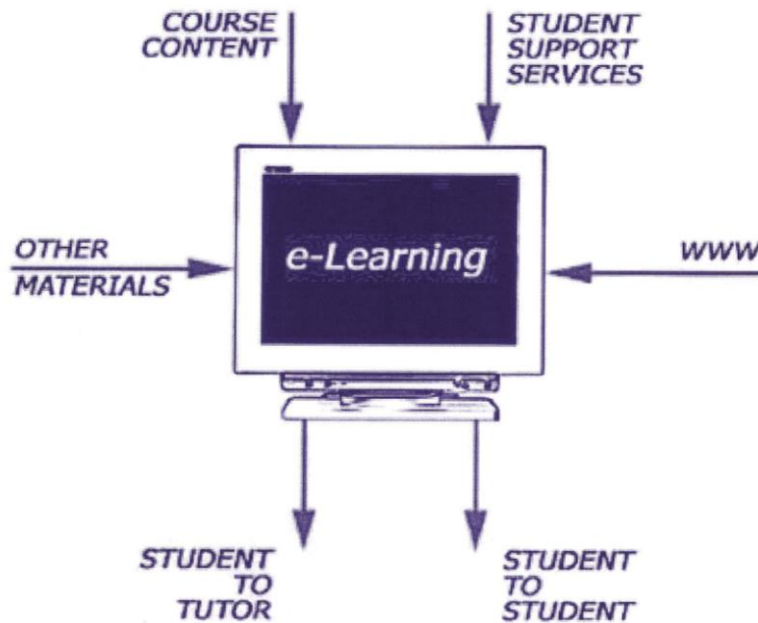 COURSE
CONTENT
STUDENT
SUPPORT
SERVICES
OTHER
MATERIALS
e-Learning
WWW
STUDENT
TO
TUTOR
STUDENT
TO
STUDENT